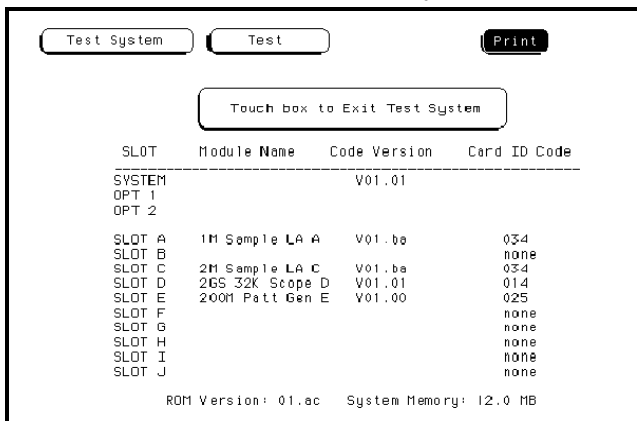 Test System Test Print
Touch box to Exit Test System
SLOT Module Name Code Version Card ID Code
SYSTEM V01.01
OPT 1
OPT 2
SLOT A 1M Sample LA A V01.ba 034
SLOT B none
SLOT C 2M Sample LA C V01.ba 034
SLOT D 2GS 32K Scope D V01.01 014
SLOT E 200M Patt Gen E V01.00 025
SLOT F none
SLOT G none
SLOT H none
SLOT I none
SLOT J none
ROM Version: 01.ac System Memory: 12.0 MB